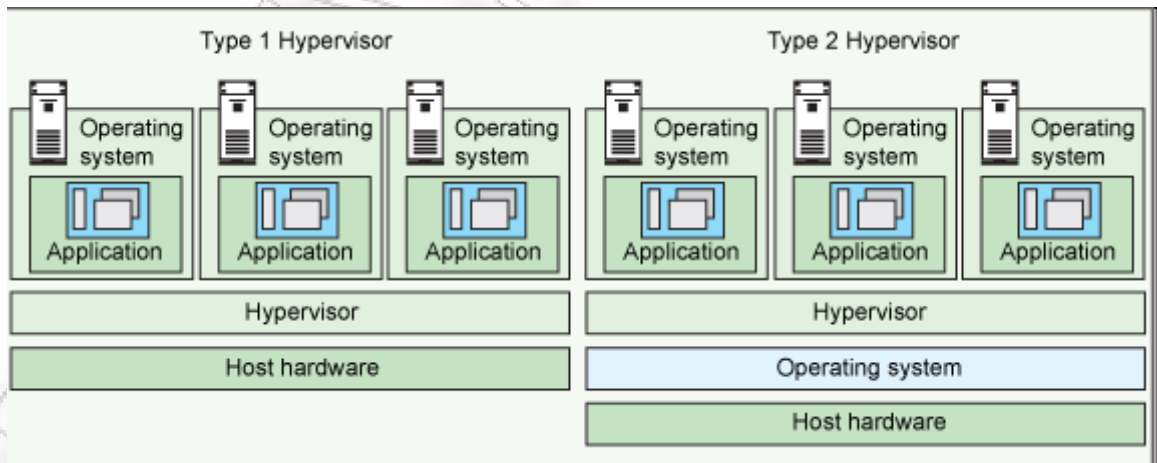 Type 1 Hypervisor
Operating
system
Application
Operating
system
Application
Operating
system
Application
Hypervisor
Host hardware
Type 2 Hypervisor
Operating
system
Application
Operating
system
Application
Operating
system
Application
Hypervisor
Operating system
Host hardware